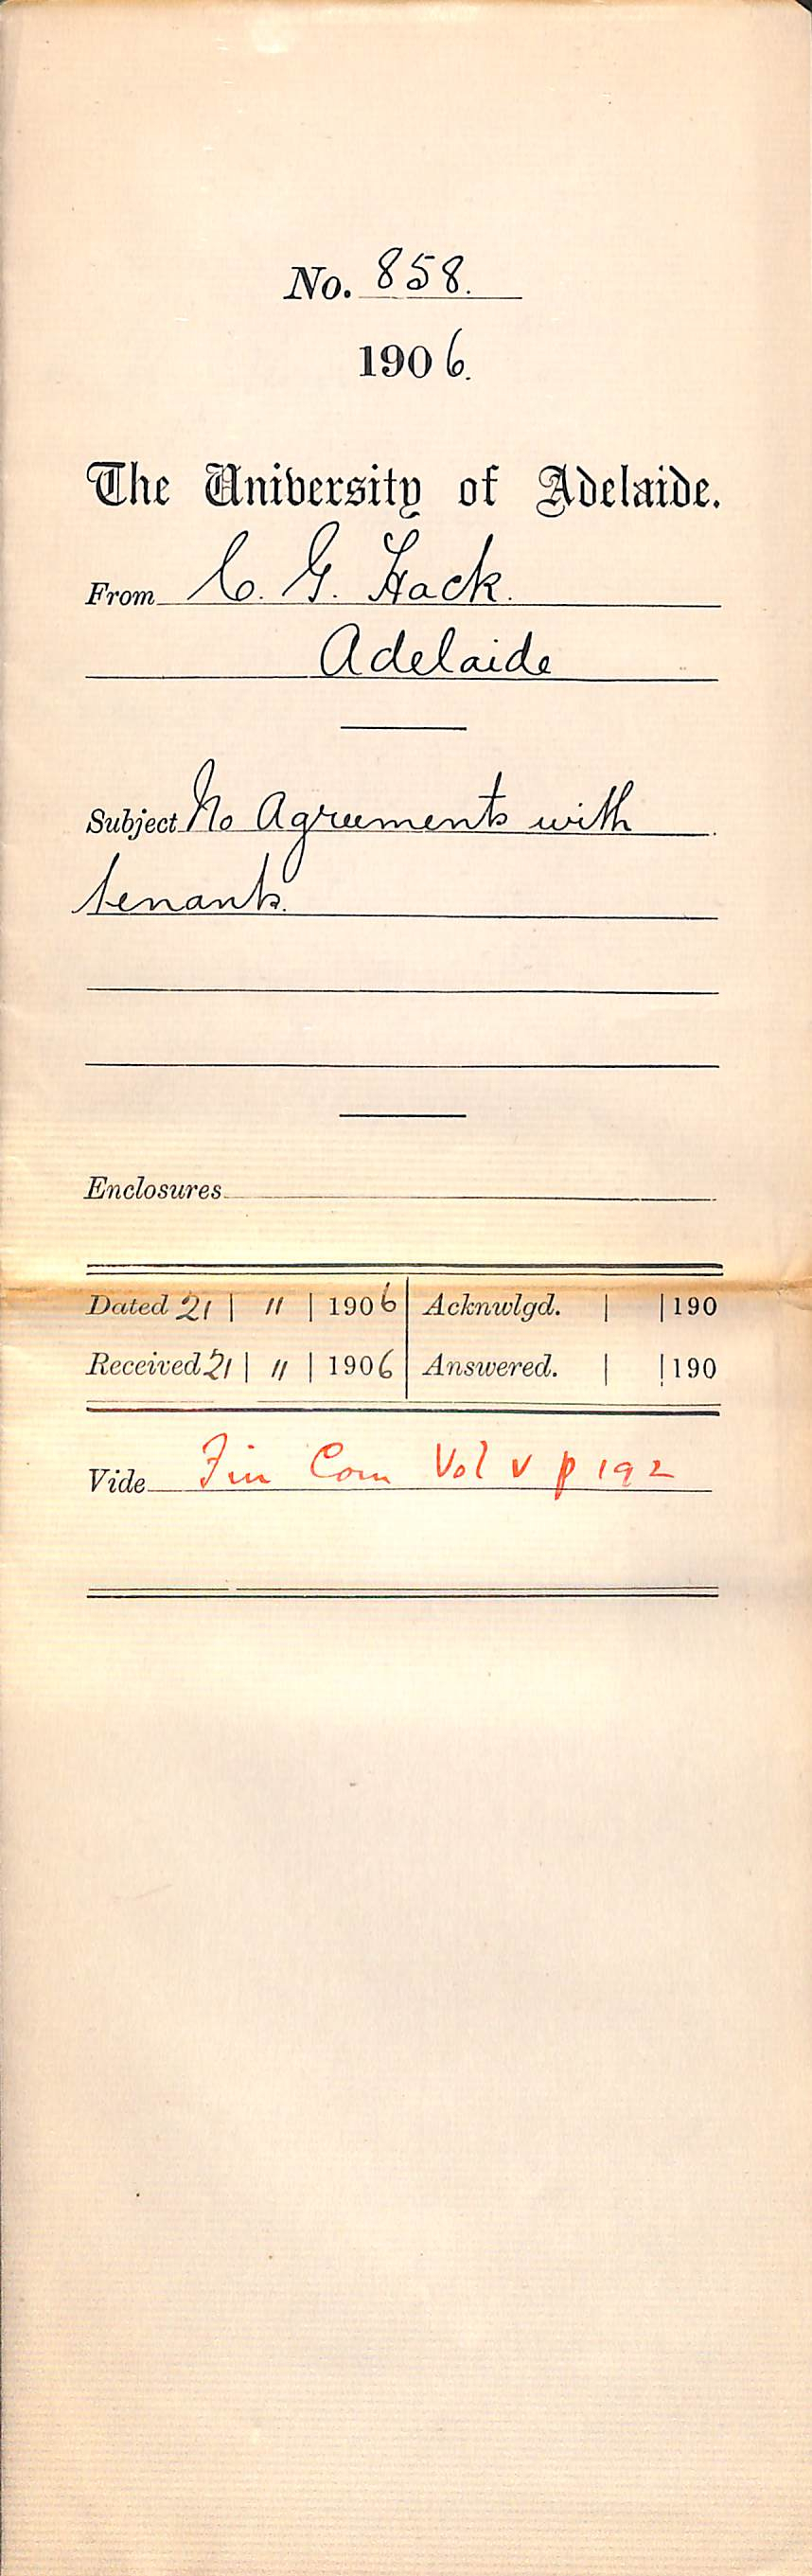 No. 858.
1906.
The University of Adelaide.
From C. G. Hack.
Adelaide
Subject No Agreements with
tenants.
Enclosures
Dated 21 | 11 | 1906 Acknwlgd. | | 190
Received 21 | 11 | 1906 Answered. | | 190
Vide Fin Com Vol V p 192